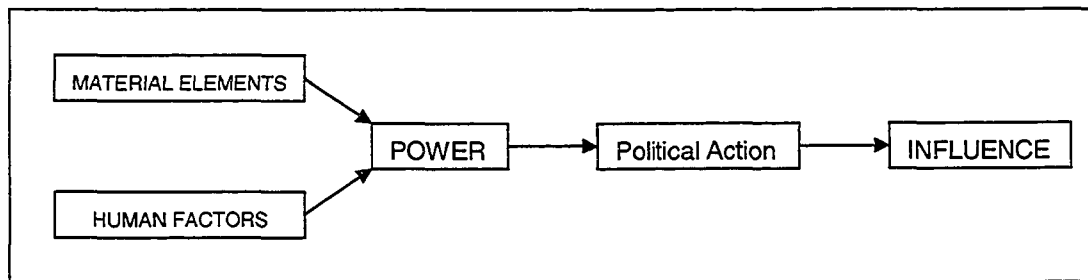 MATERIAL ELEMENTS
POWER
Political Action
INFLUENCE
HUMAN FACTORS